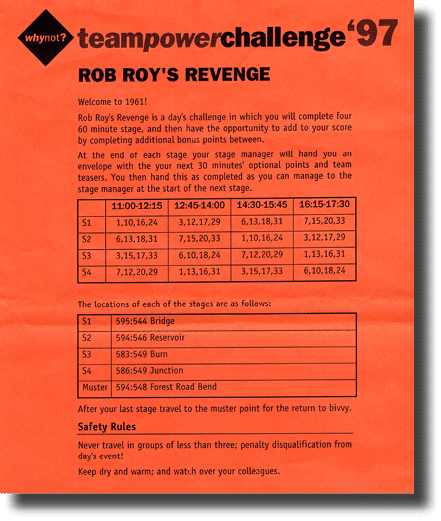 whynot? teampowerchallenge '97
ROB ROY'S REVENGE
Welcome to 1961!
Rob Roy's Revenge is a day's challenge in which you will complete four
60 minute stage, and then have the opportunity to add to your score
by completing additional bonus points between.
At the end of each stage your stage manager will hand you an
envelope with the your next 30 minutes' optional points and team
teasers. You then hand this as completed as you can manage to the
stage manager at the start of the next stage.
11:00-12:15 12:45-14:00 14:30-15:45 16:15-17:30
S1 1,10,16,24 3,12,17,29 6,13,18,31 7,15,20,33
S2 6,13,18,31 7,15,20,33 1,10,16,24 3,12,17,29
S3 3,15,17,33 6,10,18,24 7,12,20,29 1,13,16,31
S4 7,12,20,29 1,13,16,31 3,15,17,33 6,10,18,24
The locations of each of the stages are as follows:
S1 595:544 Bridge
S2 594:546 Reservoir
S3 583:549 Burn
S4 586:549 Junction
Muster 594:548 Forest Road Bend
After your last stage travel to the muster point for the return to bivvy.
Safety Rules
Never travel in groups of less than three; penalty disqualification from
day's event!
Keep dry and warm; and watch over your colleagues.